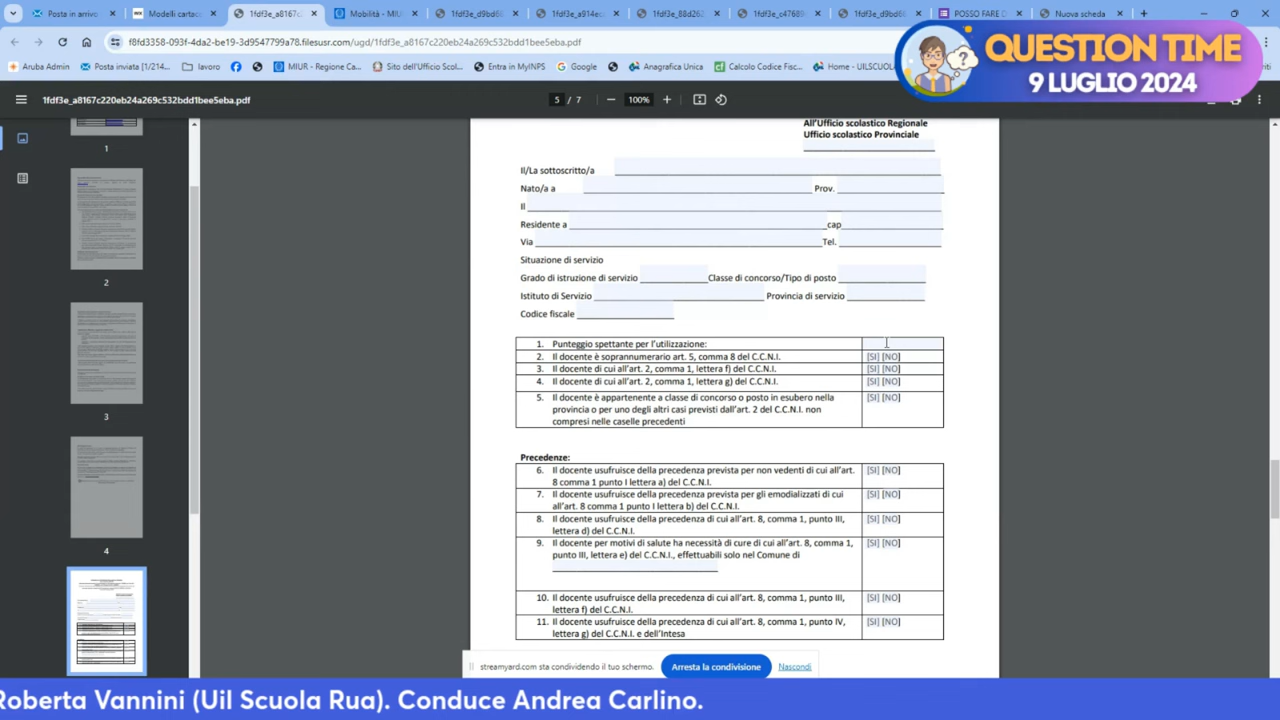 Posta in arrivo
Modelli cartac
1fdf3e_a8167c
Mobilità - MIU
1fdf3e_d9bd66
1fdf3e_a914ec
1fdf3e_88d262
1fdf3e_c47689
1fdf3e_d9bd66
POSSO FARE D
Nuova scheda
f8fd3358-093f-4da2-be19-3d9547799a78.filesusr.com/ugd/1fdf3e_a8167c220eb24a269c532bdd1bee5eba.pdf
Aruba Admin
Posta inviata [1/214...
lavoro
MIUR - Regione Ca...
Sito dell'Ufficio Scol...
Entra in MyINPS
Google
Anagrafica Unica
Calcolo Codice Fisc...
Home - UILSCUOL
QUESTION TIME
9 LUGLIO 2024
1fdf3e_a8167c220eb24a269c532bdd1bee5eba.pdf
5 / 7
100%
1
2
3
4
All'Ufficio scolastico Regionale
Ufficio scolastico Provinciale
Il/La sottoscritto/a
Nato/a a Prov.
Il
Residente a cap
Via Tel.
Situazione di servizio
Grado di istruzione di servizio Classe di concorso/Tipo di posto
Istituto di Servizio Provincia di servizio
Codice fiscale
1. Punteggio spettante per l'utilizzazione:
2. Il docente è soprannumerario art. 5, comma 8 del C.C.N.I. [SI] [NO]
3. Il docente di cui all'art. 2, comma 1, lettera f) del C.C.N.I. [SI] [NO]
4. Il docente di cui all'art. 2, comma 1, lettera g) del C.C.N.I. [SI] [NO]
5. Il docente è appartenente a classe di concorso o posto in esubero nella [SI] [NO]
provincia o per uno degli altri casi previsti dall'art. 2 del C.C.N.I. non
compresi nelle caselle precedenti
Precedenze:
6. Il docente usufruisce della precedenza prevista per non vedenti di cui all'art. [SI] [NO]
8 comma 1 punto I lettera a) del C.C.N.I.
7. Il docente usufruisce della precedenza prevista per gli emodializzati di cui [SI] [NO]
all'art. 8 comma 1 punto I lettera b) del C.C.N.I.
8. Il docente usufruisce della precedenza di cui all'art. 8, comma 1, punto III, [SI] [NO]
lettera d) del C.C.N.I.
9. Il docente per motivi di salute ha necessità di cure di cui all'art. 8, comma 1, [SI] [NO]
punto III, lettera e) del C.C.N.I., effettuabili solo nel Comune di
10. Il docente usufruisce della precedenza di cui all'art. 8, comma 1, punto III, [SI] [NO]
lettera f) del C.C.N.I.
11. Il docente usufruisce della precedenza di cui all'art. 8, comma 1, punto IV, [SI] [NO]
lettera g) del C.C.N.I. e dell'Intesa
streamyard.com sta condividendo il tuo schermo.
Arresta la condivisione
Nascondi
Roberta Vannini (Uil Scuola Rua). Conduce Andrea Carlino.